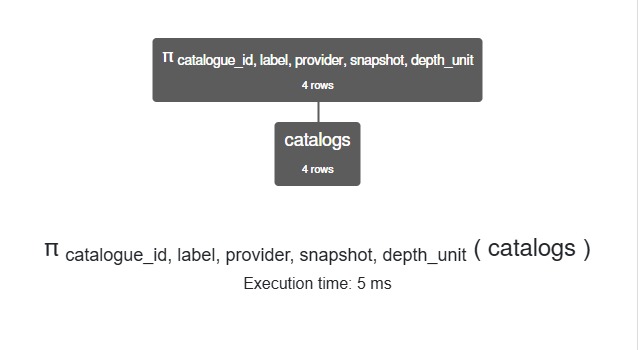 π catalogue_id, label, provider, snapshot, depth_unit
4 rows
catalogs
4 rows
π catalogue_id, label, provider, snapshot, depth_unit ( catalogs )
Execution time: 5 ms